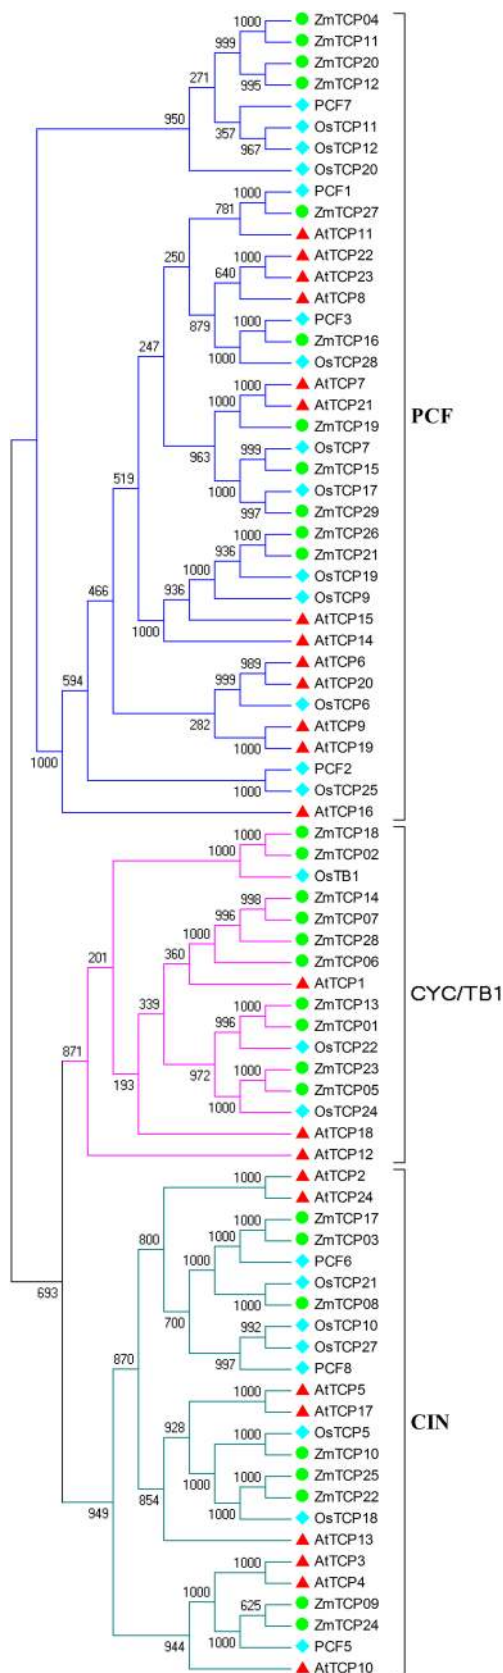 1000 ZmTCP04
999 ZmTCP11
ZmTCP20
271 995 ZmTCP12
PCF7
950 357 OsTCP11
967 OsTCP12
OsTCP20
1000 PCF1
781 ZmTCP27
AtTCP11
250 1000 AtTCP22
640 AtTCP23
AtTCP8
879 1000 PCF3
247 ZmTCP16
1000 OsTCP28
1000 AtTCP7
1000 AtTCP21
PCF
ZmTCP19
963 999 OsTCP7
519 ZmTCP15
1000 OsTCP17
997 ZmTCP29
1000 ZmTCP26
936 ZmTCP21
1000 OsTCP19
466 936 OsTCP9
AtTCP15
1000 AtTCP14
989 AtTCP6
594 999 AtTCP20
OsTCP6
282 AtTCP9
1000 AtTCP19
1000 PCF2
1000 OsTCP25
AtTCP16
1000 ZmTCP18
1000 ZmTCP02
OsTB1
998 ZmTCP14
996 ZmTCP07
1000 ZmTCP28
201 360 ZmTCP06
AtTCP1
CYC/TB1
339 1000 ZmTCP13
996 ZmTCP01
871 OsTCP22
193 972 1000 ZmTCP23
ZmTCP05
1000 OsTCP24
AtTCP18
AtTCP12
1000 AtTCP2
AtTCP24
1000 ZmTCP17
800 1000 ZmTCP03
693 1000 PCF6
OsTCP21
700 1000 ZmTCP08
992 OsTCP10
OsTCP27
870 997 PCF8
1000 AtTCP5
928 AtTCP17
CIN
1000 OsTCP5
ZmTCP10
1000 1000 ZmTCP25
949 854 ZmTCP22
1000 OsTCP18
AtTCP13
1000 AtTCP3
1000 AtTCP4
625 ZmTCP09
ZmTCP24
944 1000 PCF5
AtTCP10